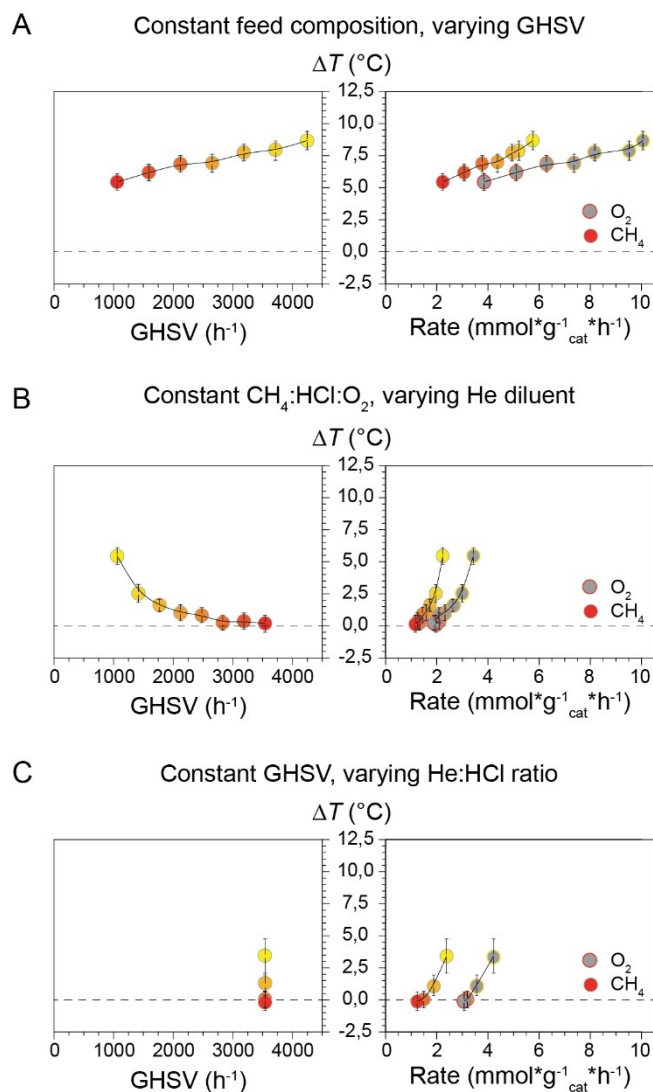 A
Constant feed composition, varying GHSV
ΔT (°C)
12,5
10,0
7,5
5,0
2,5
0,0
-2,5
O2
CH4
0 1000 2000 3000 4000
0 2 4 6 8 10
GHSV (h-1)
Rate (mmol*g-1cat*h-1)
B
Constant CH4:HCl:O2, varying He diluent
ΔT (°C)
12,5
10,0
7,5
5,0
2,5
0,0
-2,5
O2
CH4
0 1000 2000 3000 4000
0 2 4 6 8 10
GHSV (h-1)
Rate (mmol*g-1cat*h-1)
C
Constant GHSV, varying He:HCl ratio
ΔT (°C)
12,5
10,0
7,5
5,0
2,5
0,0
-2,5
O2
CH4
0 1000 2000 3000 4000
0 2 4 6 8 10
GHSV (h-1)
Rate (mmol*g-1cat*h-1)